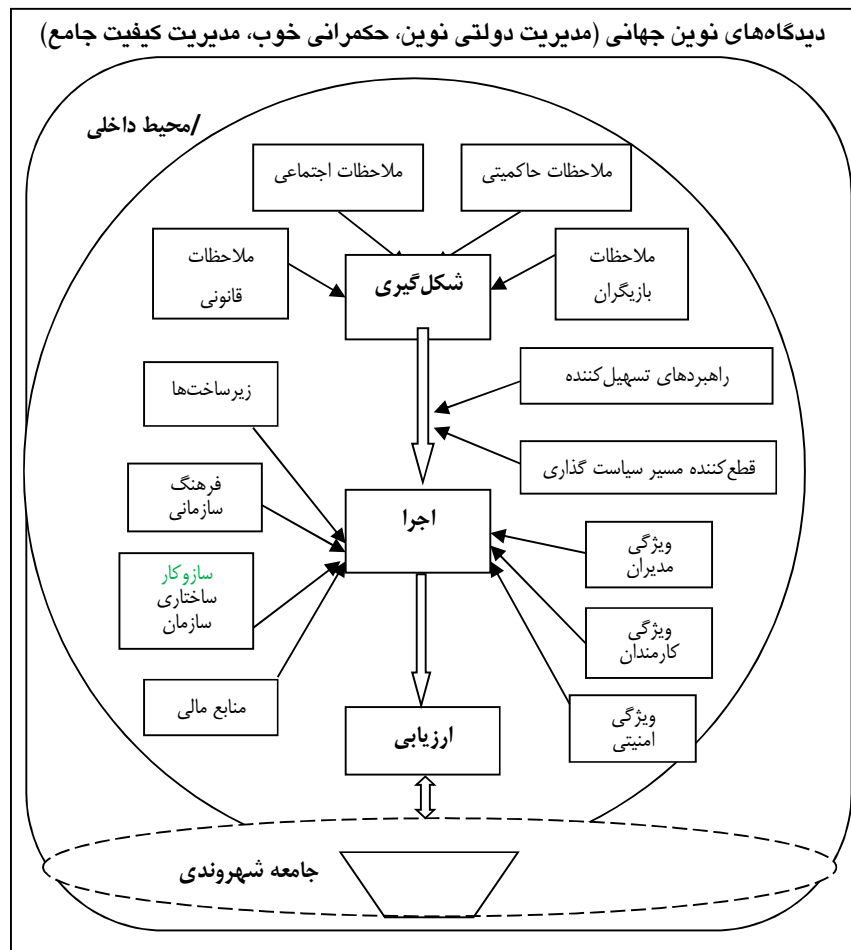 دیدگاه‌های نوین جهانی (مدیریت دولتی نوین، حکمرانی خوب، مدیریت کیفیت جامع)
محیط داخلی/
ملاحظات حاکمیتی
ملاحظات اجتماعی
ملاحظات
بازیگران
شکل‌گیری
ملاحظات
قانونی
راهبردهای تسهیل‌کننده
زیرساخت‌ها
قطع‌کننده مسیر سیاست گذاری
فرهنگ
سازمانی
اجرا
ویژگی
مدیران
سازوکار
ساختاری
سازمان
ویژگی
کارمندان
منابع مالی
ویژگی
امنیتی
ارزیابی
جامعه شهروندی